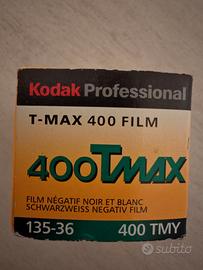 Kodak Professional
T-MAX 400 FILM
400TMAX
FILM NÉGATIF NOIR ET BLANC
SCHWARZWEISS NEGATIV FILM
135-36 400 TMY
subito